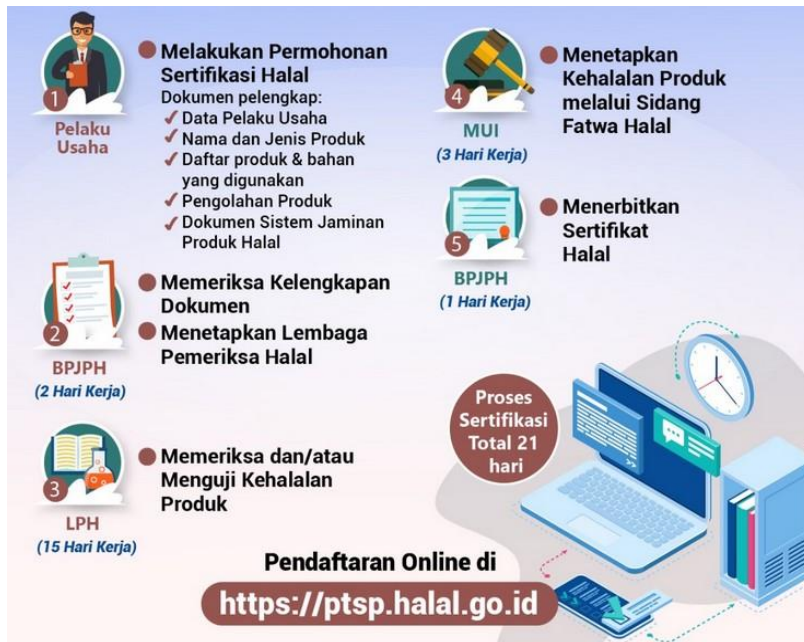 1
Pelaku
Usaha
Melakukan Permohonan
Sertifikasi Halal
Dokumen pelengkap:
✓ Data Pelaku Usaha
✓ Nama dan Jenis Produk
✓ Daftar produk & bahan
yang digunakan
✓ Pengolahan Produk
✓ Dokumen Sistem Jaminan
Produk Halal
2
BPJPH
(2 Hari Kerja)
Memeriksa Kelengkapan
Dokumen
Menetapkan Lembaga
Pemeriksa Halal
3
LPH
(15 Hari Kerja)
Memeriksa dan/atau
Menguji Kehalalan
Produk
4
MUI
(3 Hari Kerja)
Menetapkan
Kehalalan Produk
melalui Sidang
Fatwa Halal
5
BPJPH
(1 Hari Kerja)
Menerbitkan
Sertifikat
Halal
Proses
Sertifikasi
Total 21
hari
Pendaftaran Online di
https://ptsp.halal.go.id